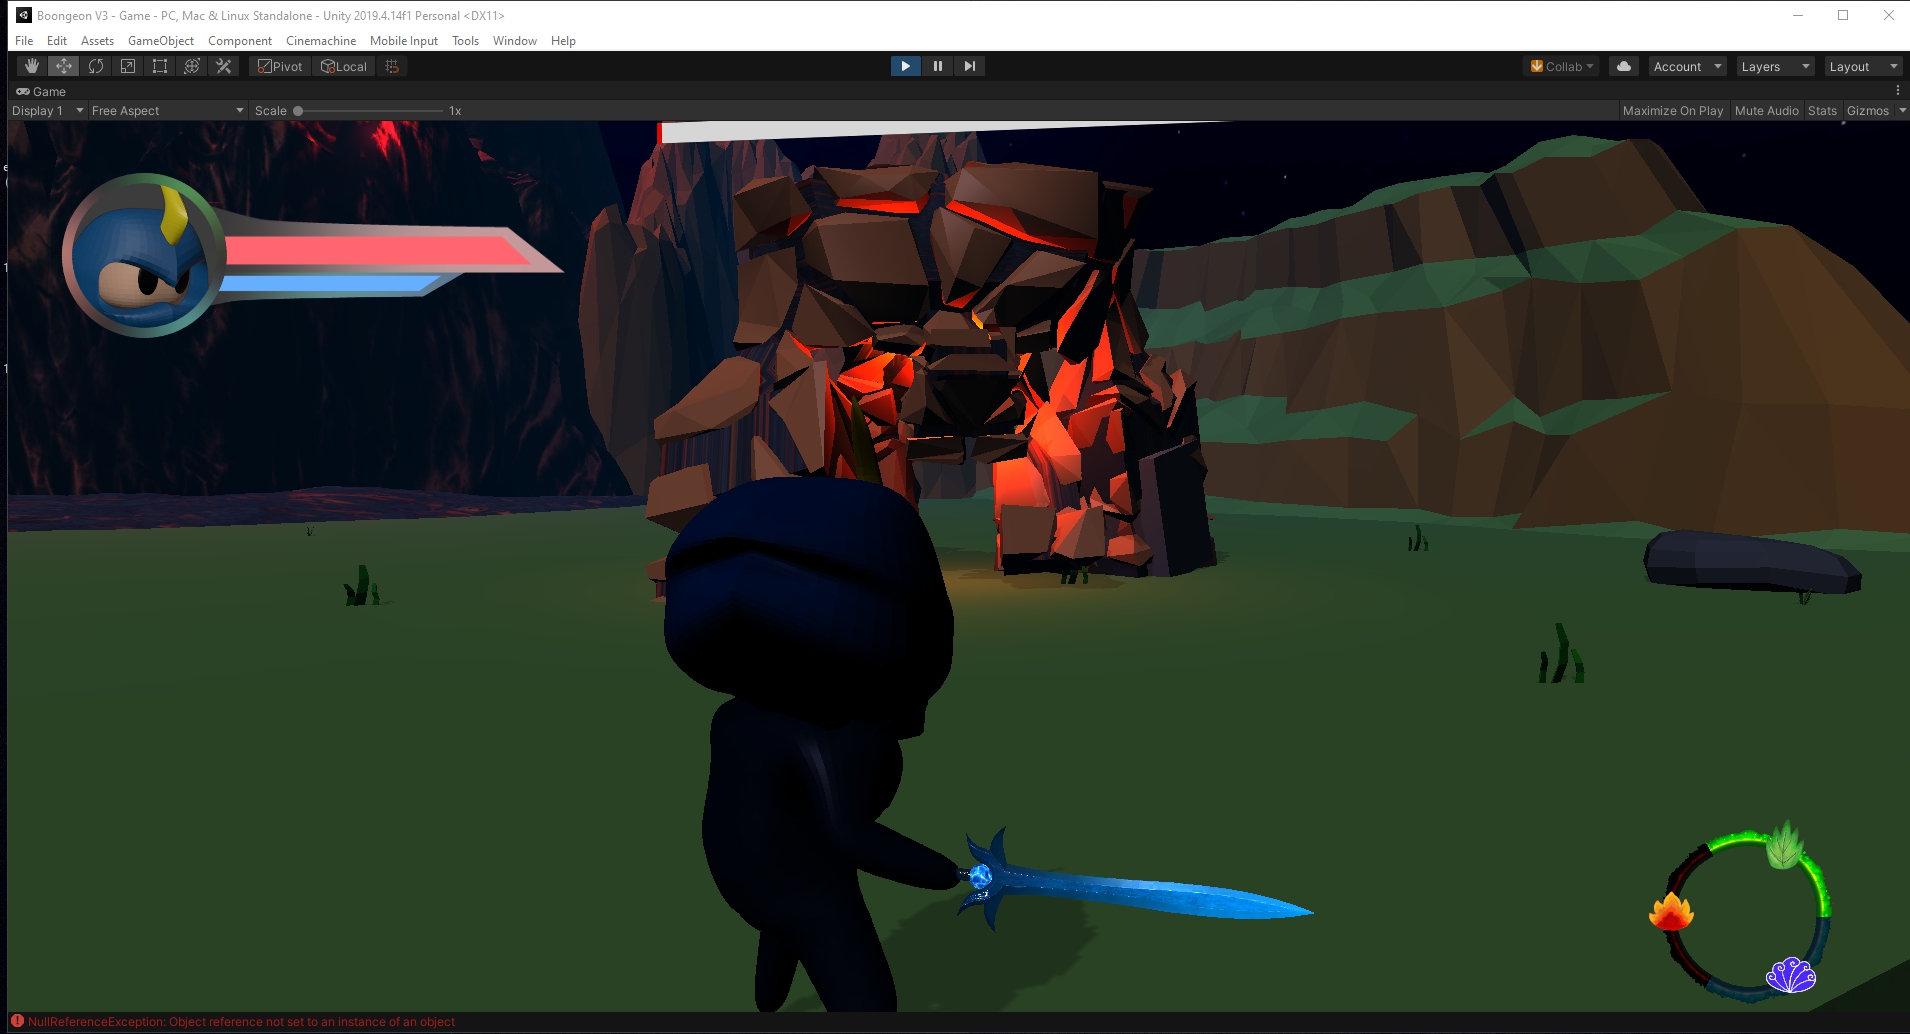 Boongeon V3 - Game - PC, Mac & Linux Standalone - Unity 2019.4.14f1 Personal <DX11>
File Edit Assets GameObject Component Cinemachine Mobile Input Tools Window Help
Pivot Local Collab Account Layers Layout
Game
Display 1 Free Aspect Scale 1x Maximize On Play Mute Audio Stats Gizmos
NullReferenceException: Object reference not set to an instance of an object